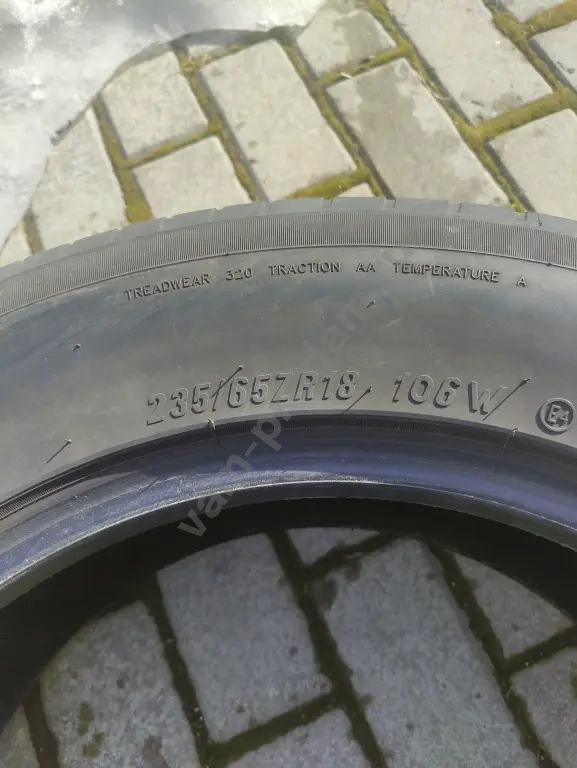 TREADWEAR 320 TRACTION AA TEMPERATURE A
235/65ZR18 106W
E4